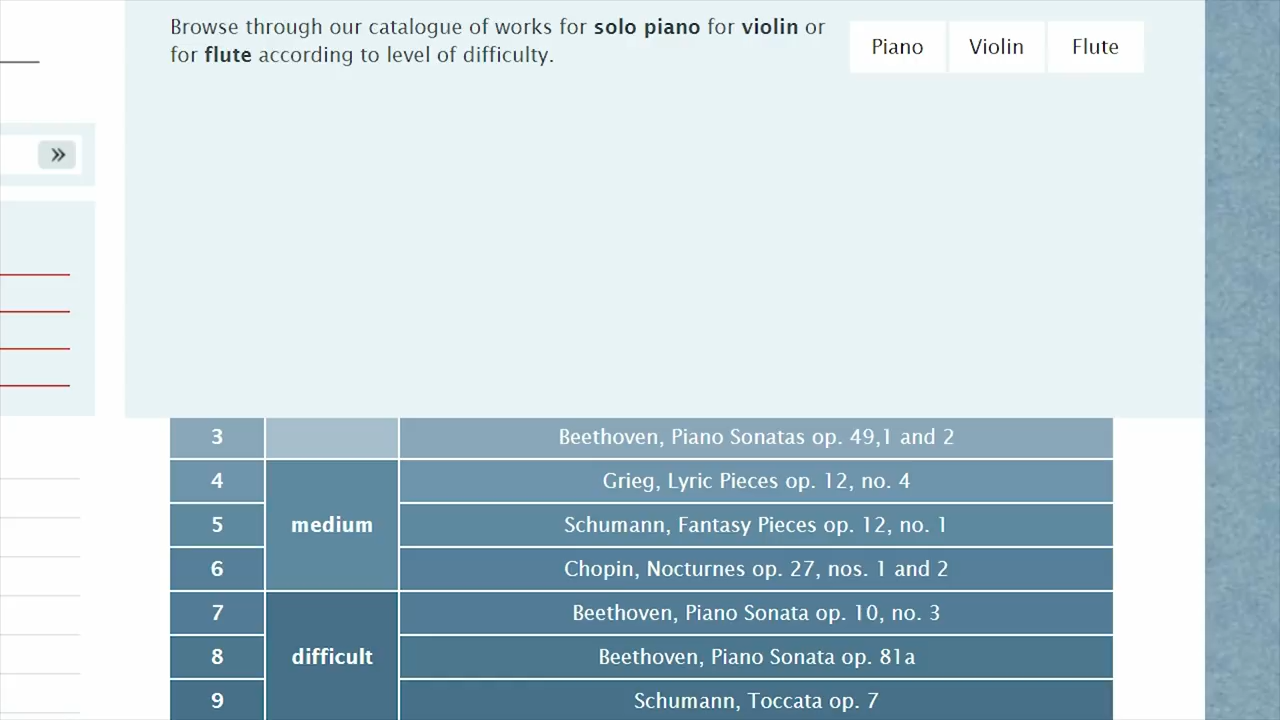 Browse through our catalogue of works for solo piano for violin or
for flute according to level of difficulty.
Piano Violin Flute
»
3 Beethoven, Piano Sonatas op. 49,1 and 2
4 Grieg, Lyric Pieces op. 12, no. 4
medium
5 Schumann, Fantasy Pieces op. 12, no. 1
6 Chopin, Nocturnes op. 27, nos. 1 and 2
7 Beethoven, Piano Sonata op. 10, no. 3
difficult
8 Beethoven, Piano Sonata op. 81a
9 Schumann, Toccata op. 7